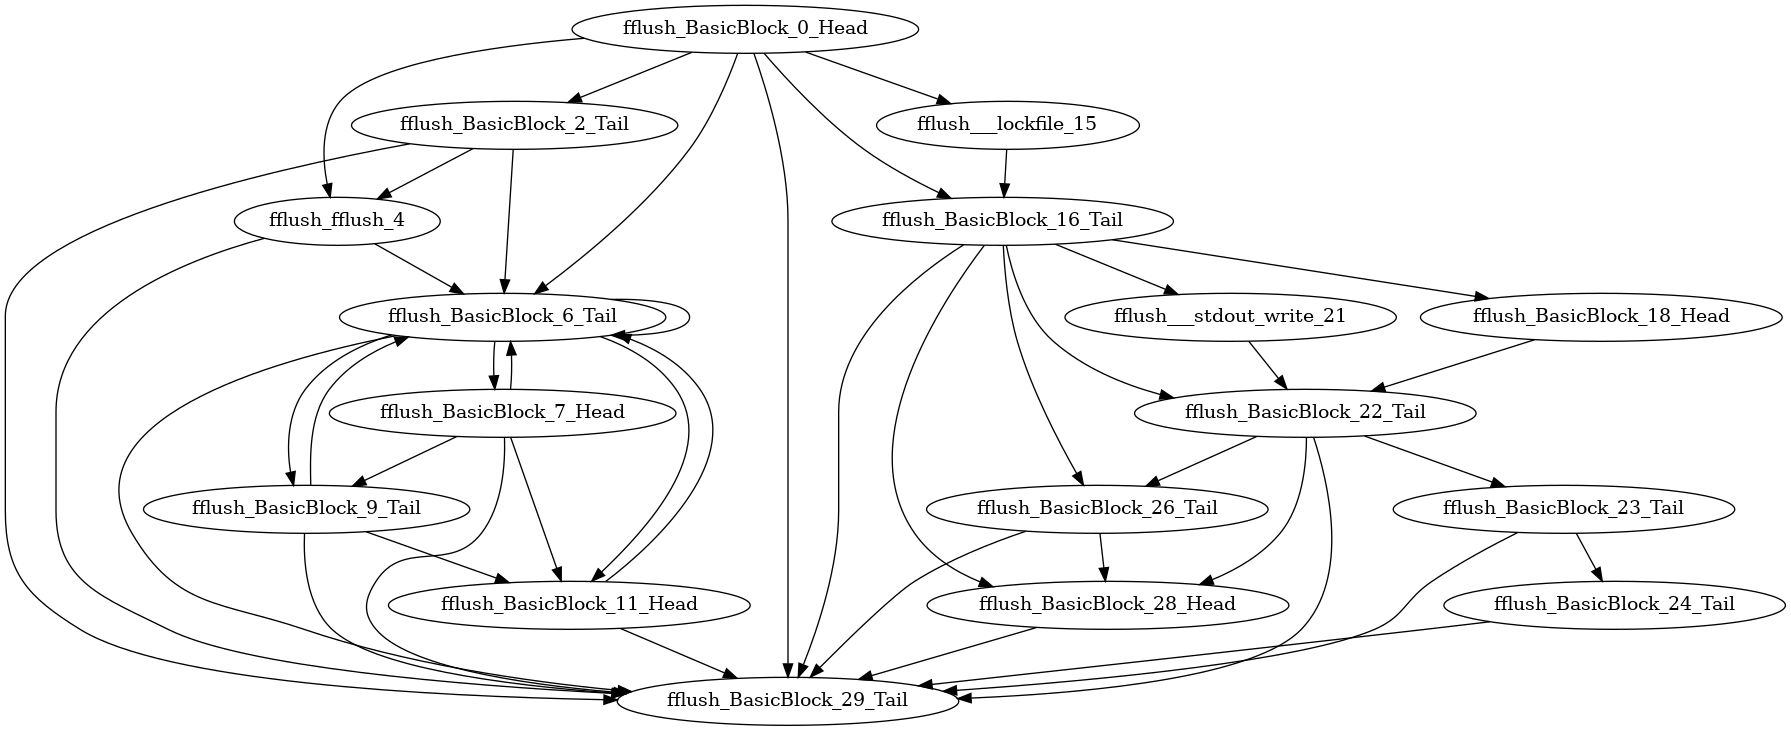 fflush_BasicBlock_0_Head
fflush_BasicBlock_2_Tail
fflush___lockfile_15
fflush_fflush_4
fflush_BasicBlock_16_Tail
fflush_BasicBlock_6_Tail
fflush___stdout_write_21
fflush_BasicBlock_18_Head
fflush_BasicBlock_7_Head
fflush_BasicBlock_22_Tail
fflush_BasicBlock_9_Tail
fflush_BasicBlock_26_Tail
fflush_BasicBlock_23_Tail
fflush_BasicBlock_11_Head
fflush_BasicBlock_28_Head
fflush_BasicBlock_24_Tail
fflush_BasicBlock_29_Tail